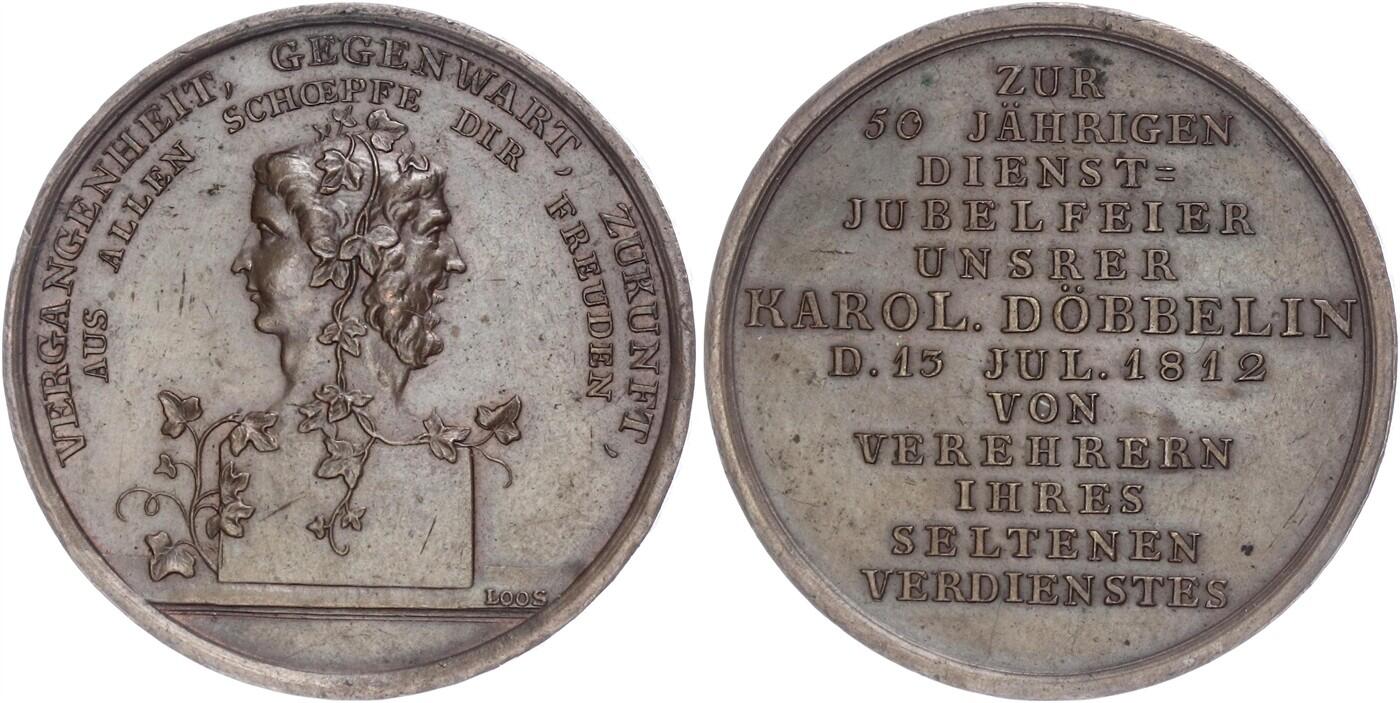 VERGANGENHEIT, GEGENWART, ZUKUNFT,
AUS ALLEN SCHŒPFE DIR FREUDEN
LOOS
ZUR
50 JÄHRIGEN
DIENST=
JUBELFEIER
UNSRER
KAROL. DÖBBELIN
D. 13 JUL. 1812
VON
VEREHRERN
IHRES
SELTENEN
VERDIENSTES